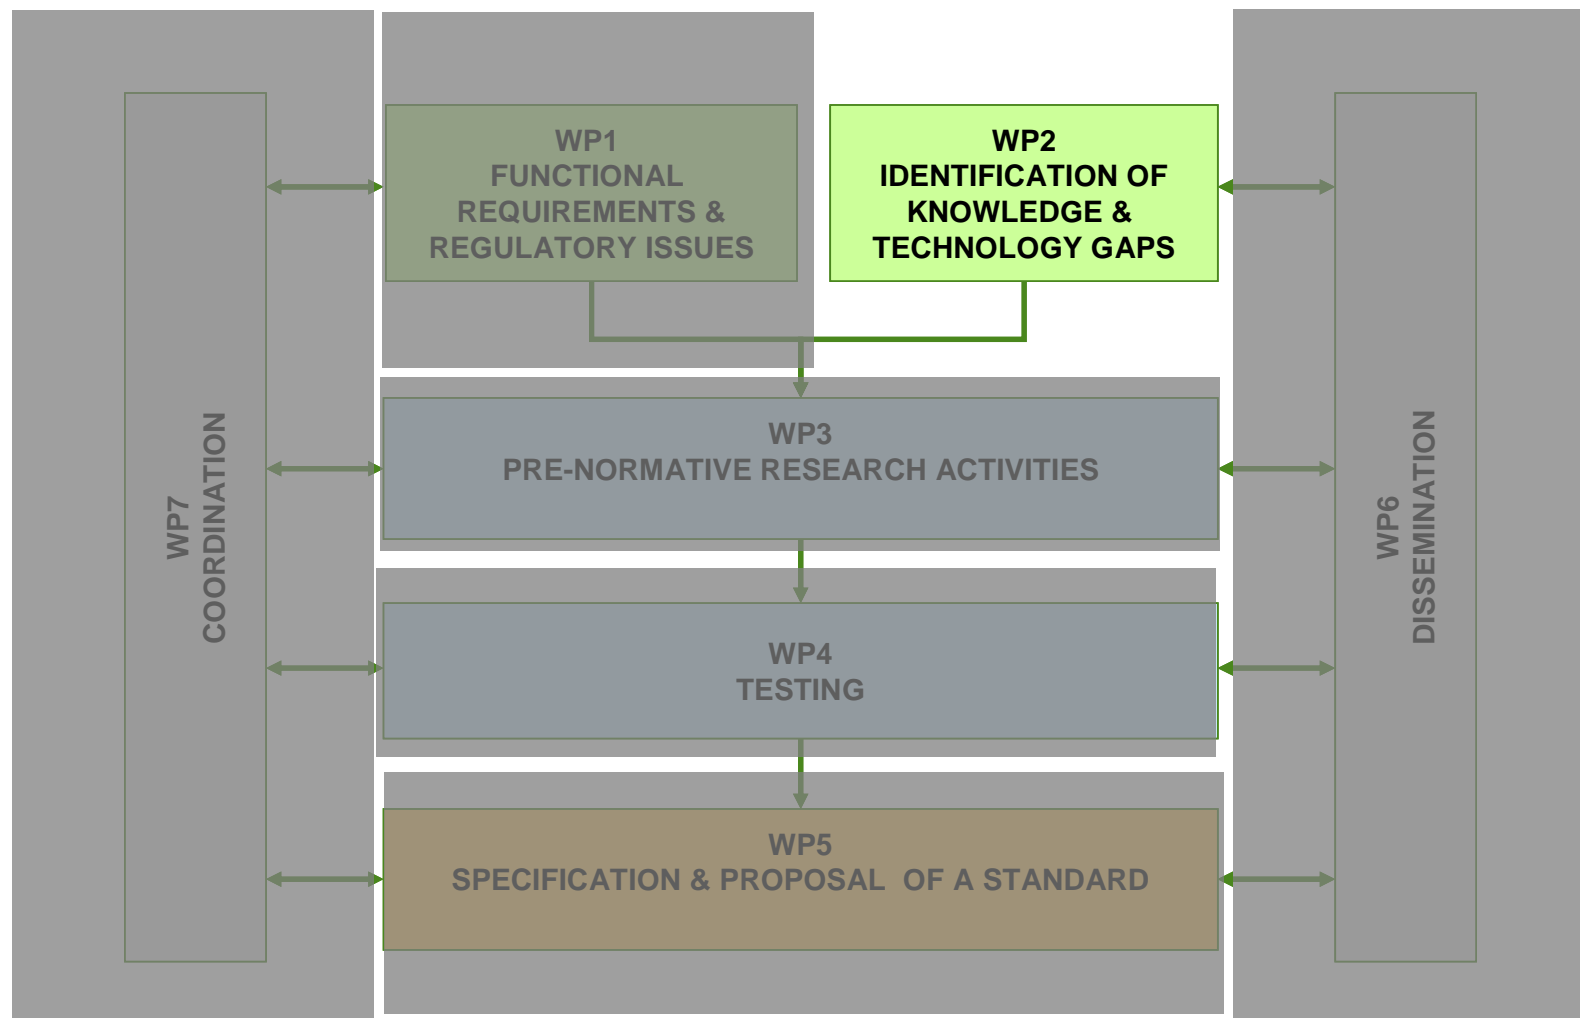 WP1
FUNCTIONAL
REQUIREMENTS &
REGULATORY ISSUES
WP2
IDENTIFICATION OF
KNOWLEDGE &
TECHNOLOGY GAPS
WP3
PRE-NORMATIVE RESEARCH ACTIVITIES
WP4
TESTING
WP5
SPECIFICATION & PROPOSAL OF A STANDARD
WP7
COORDINATION
WP6
DISSEMINATION